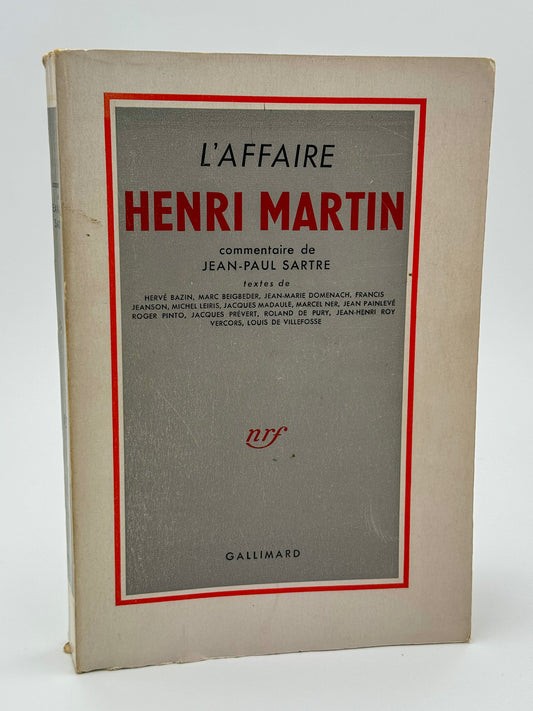 L'AFFAIRE
HENRI MARTIN
commentaire de
JEAN-PAUL SARTRE
textes de
HERVÉ BAZIN, MARC BEIGBEDER, JEAN-MARIE DOMENACH, FRANCIS
JEANSON, MICHEL LEIRIS, JACQUES MADAULE, MARCEL NER, JEAN PAINLEVÉ
ROGER PINTO, JACQUES PRÉVERT, ROLAND DE PURY, JEAN-HENRI ROY
VERCORS, LOUIS DE VILLEFOSSE
nrf
GALLIMARD